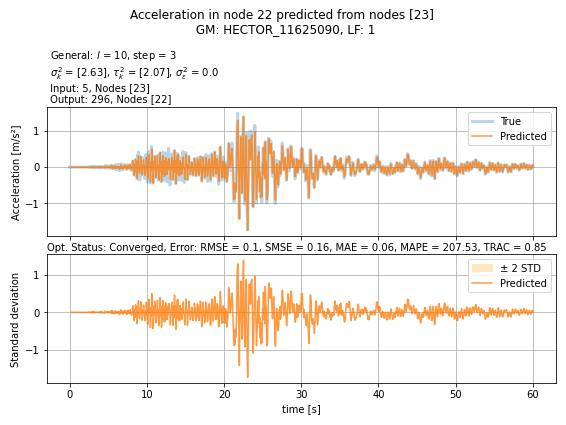 Acceleration in node 22 predicted from nodes [23]
GM: HECTOR_11625090, LF: 1
General: l = 10, step = 3
σ²ₖ = [2.63], τ²ₖ = [2.07], σ²ε = 0.0
Input: 5, Nodes [23]
Output: 296, Nodes [22]
Acceleration [m/s²]
1
0
−1
True
Predicted
Opt. Status: Converged, Error: RMSE = 0.1, SMSE = 0.16, MAE = 0.06, MAPE = 207.53, TRAC = 0.85
Standard deviation
1
0
−1
± 2 STD
Predicted
0 10 20 30 40 50 60
time [s]